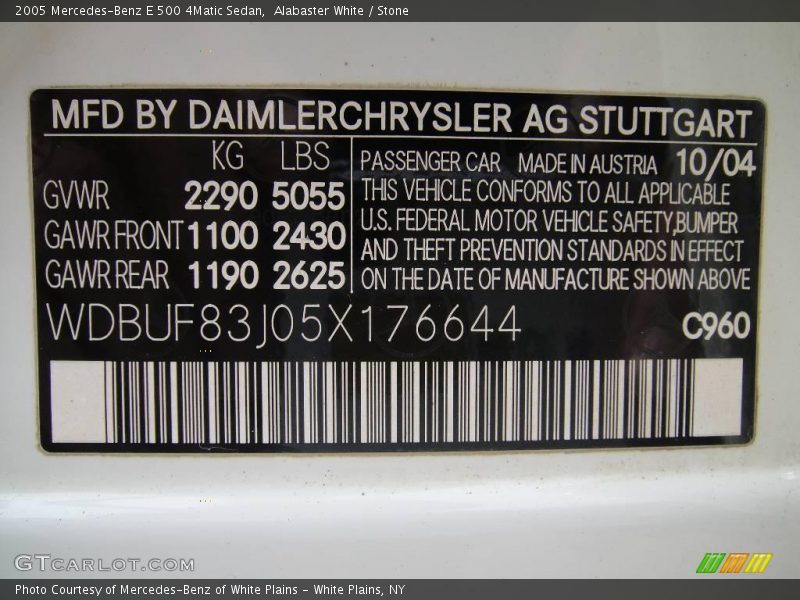 2005 Mercedes-Benz E 500 4Matic Sedan,  Alabaster White / Stone
MFD BY DAIMLERCHRYSLER AG STUTTGART
KG LBS
GVWR 2290 5055
GAWR FRONT 1100 2430
GAWR REAR 1190 2625
PASSENGER CAR MADE IN AUSTRIA 10/04
THIS VEHICLE CONFORMS TO ALL APPLICABLE
U.S. FEDERAL MOTOR VEHICLE SAFETY,BUMPER
AND THEFT PREVENTION STANDARDS IN EFFECT
ON THE DATE OF MANUFACTURE SHOWN ABOVE
WDBUF83J05X176644 C960
GTCARLOT.COM
Photo Courtesy of Mercedes-Benz of White Plains - White Plains, NY